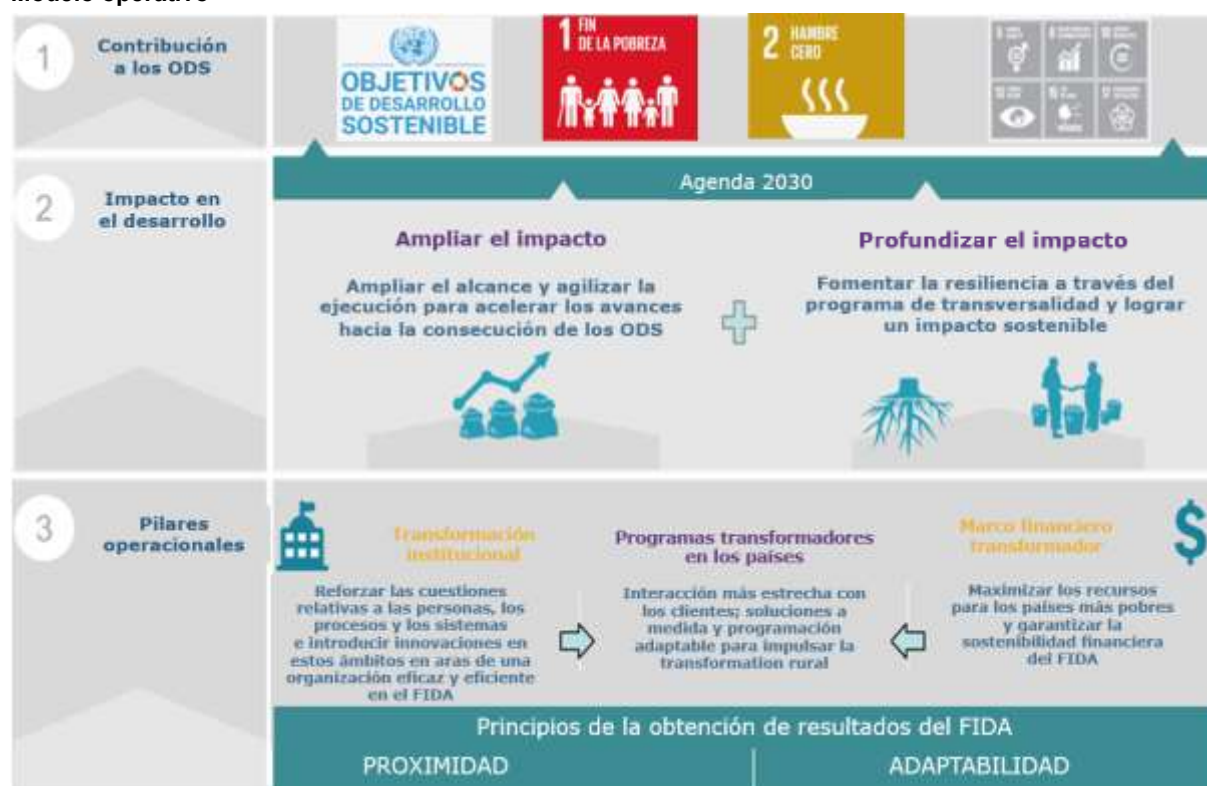 Modelo operativo
1
Contribución
a los ODS
OBJETIVOS
DE DESARROLLO
SOSTENIBLE
1 FIN
DE LA POBREZA
2 HAMBRE
CERO
Agenda 2030
2
Impacto en
el desarrollo
Ampliar el impacto
Ampliar el alcance y agilizar la
ejecución para acelerar los avances
hacia la consecución de los ODS
Profundizar el impacto
Fomentar la resiliencia a través del
programa de transversalidad y lograr
un impacto sostenible
3
Pilares
operacionales
Transformación
institucional
Reforzar las cuestiones
relativas a las personas, los
procesos y los sistemas
e introducir innovaciones en
estos ámbitos en aras de una
organización eficaz y eficiente
en el FIDA
Programas transformadores
en los países
Interacción más estrecha con
los clientes; soluciones a
medida y programación
adaptable para impulsar la
transformation rural
Marco financiero
transformador
$
Maximizar los recursos
para los países más pobres
y garantizar la
sostenibilidad financiera
del FIDA
Principios de la obtención de resultados del FIDA
PROXIMIDAD
ADAPTABILIDAD